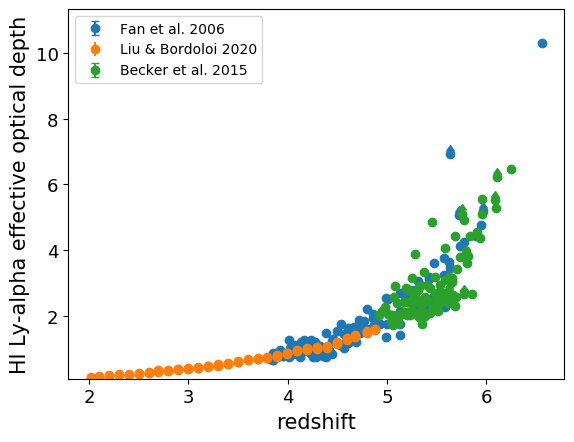 Fan et al. 2006
Liu & Bordoloi 2020
Becker et al. 2015
HI Ly-alpha effective optical depth
10
8
6
4
2
2 3 4 5 6
redshift